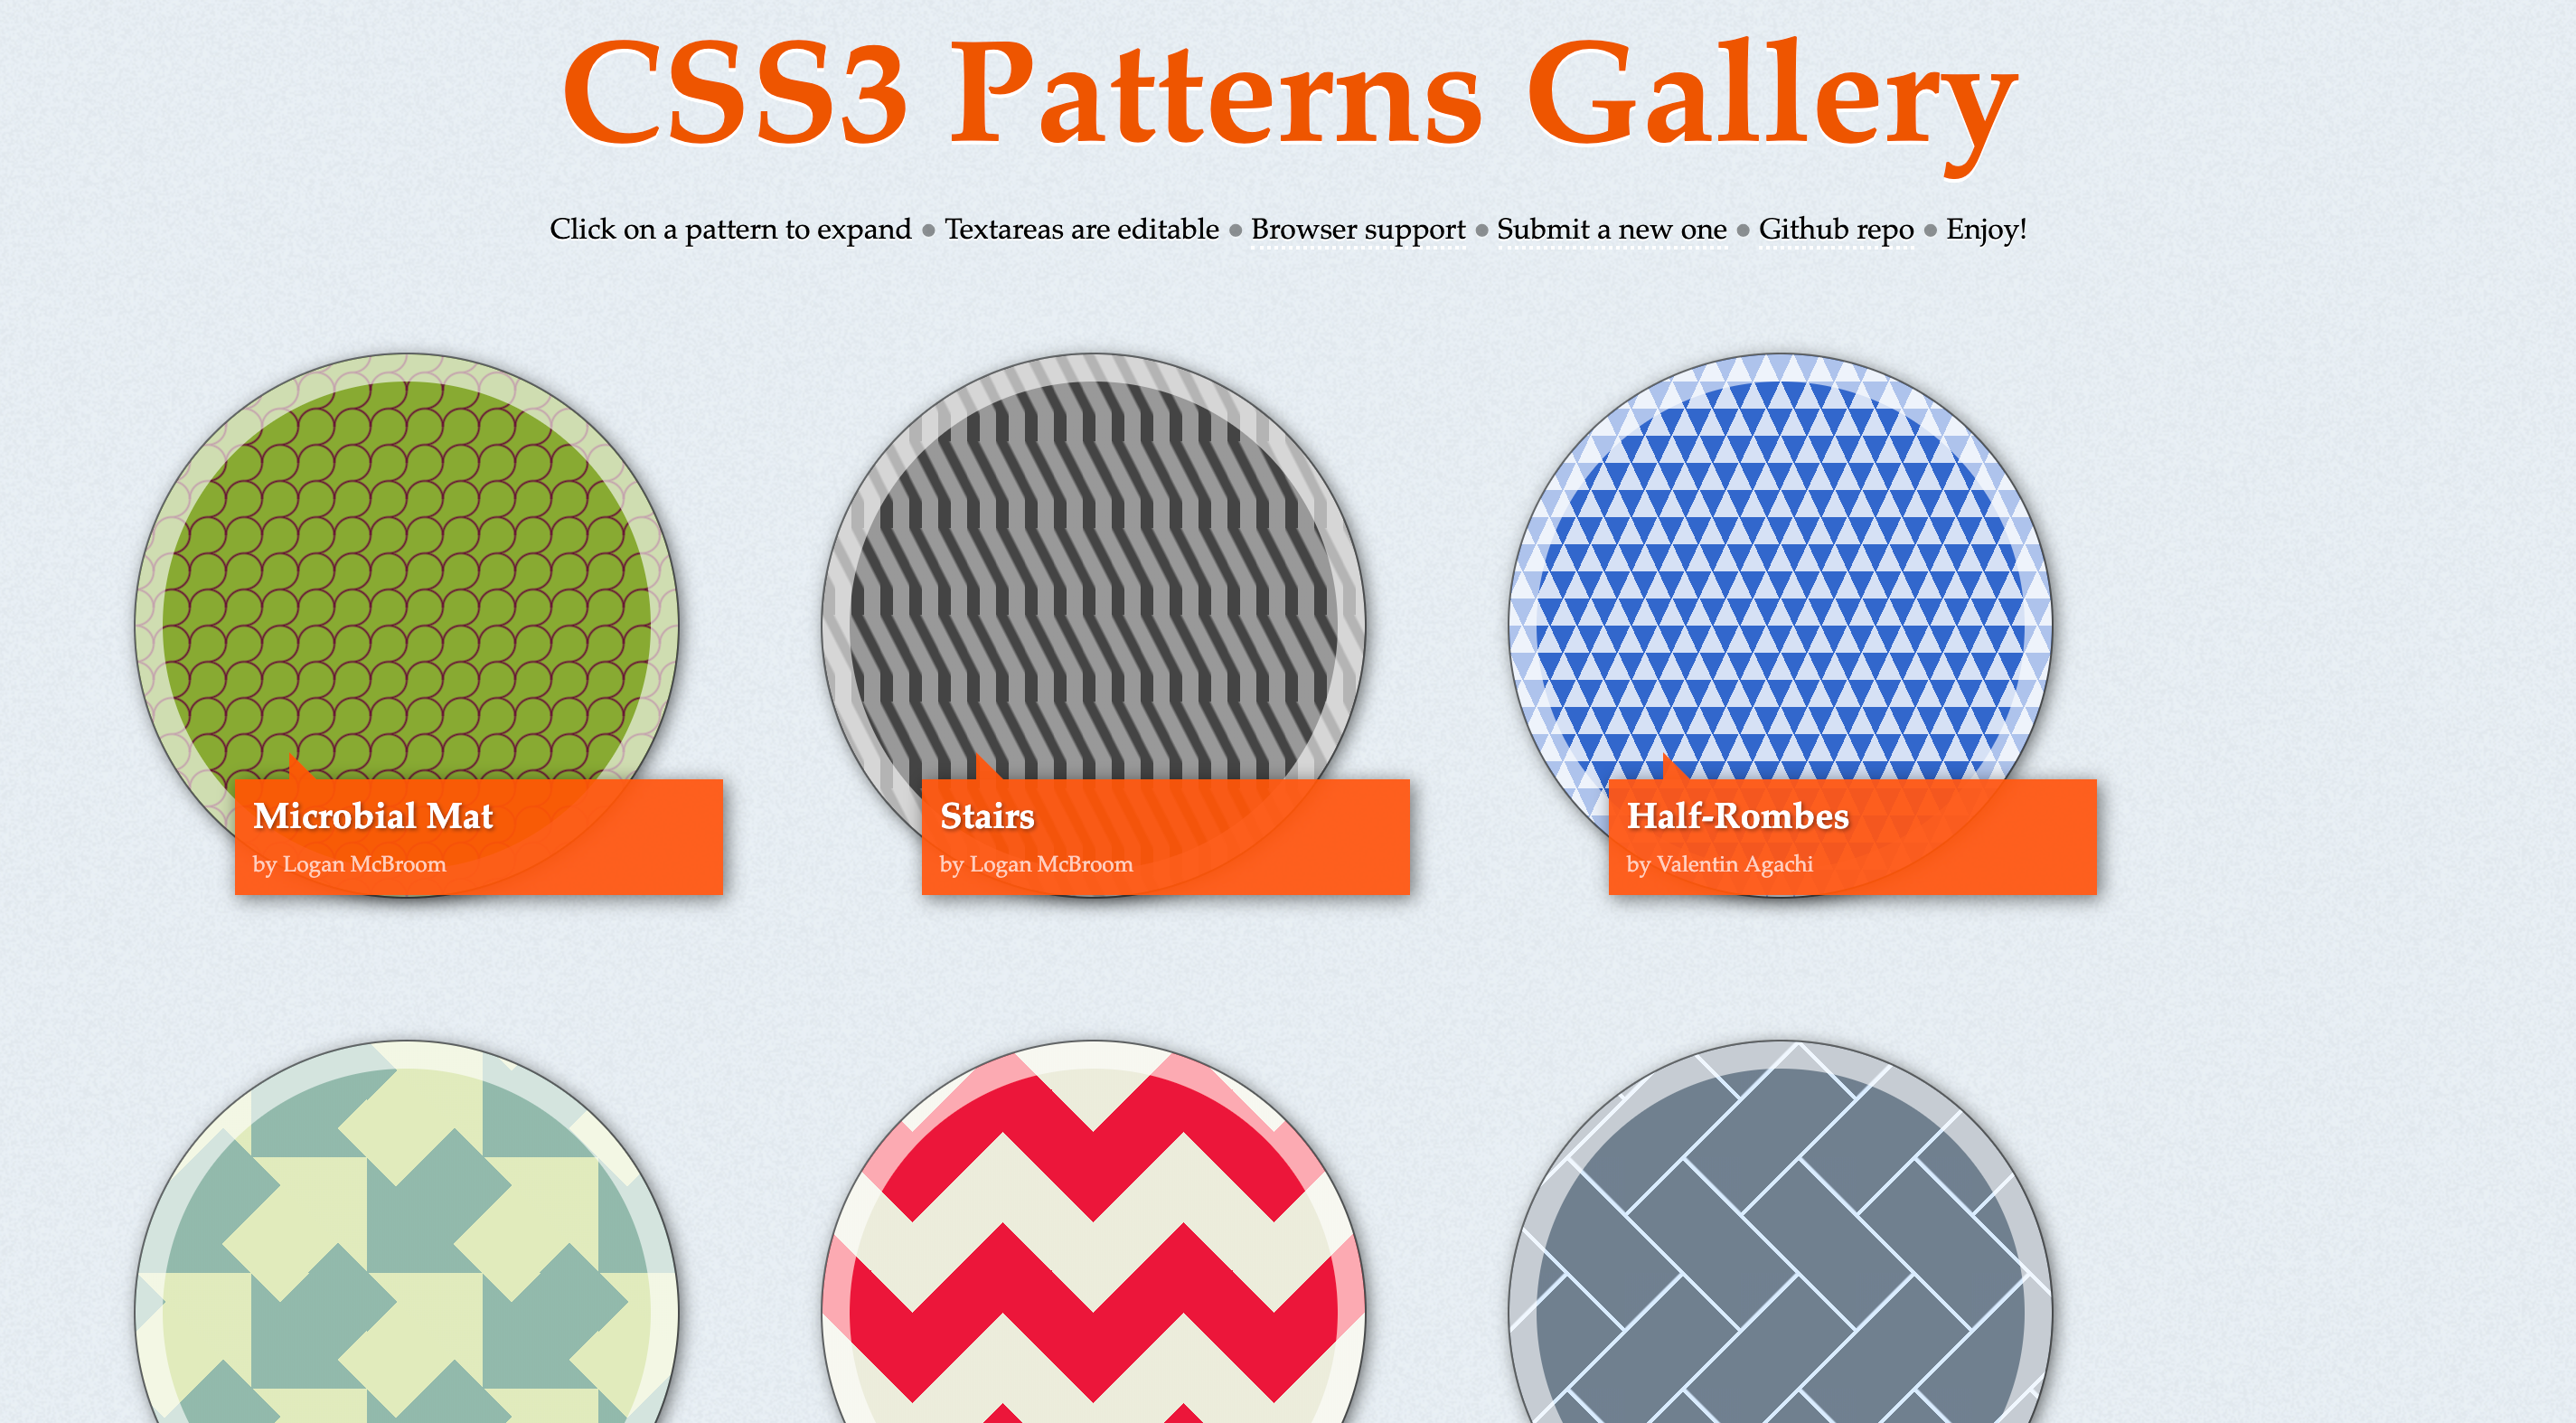 CSS3 Patterns Gallery
Click on a pattern to expand ● Textareas are editable ● Browser support ● Submit a new one ● Github repo ● Enjoy!
Microbial Mat
by Logan McBroom
Stairs
by Logan McBroom
Half-Rombes
by Valentin Agachi